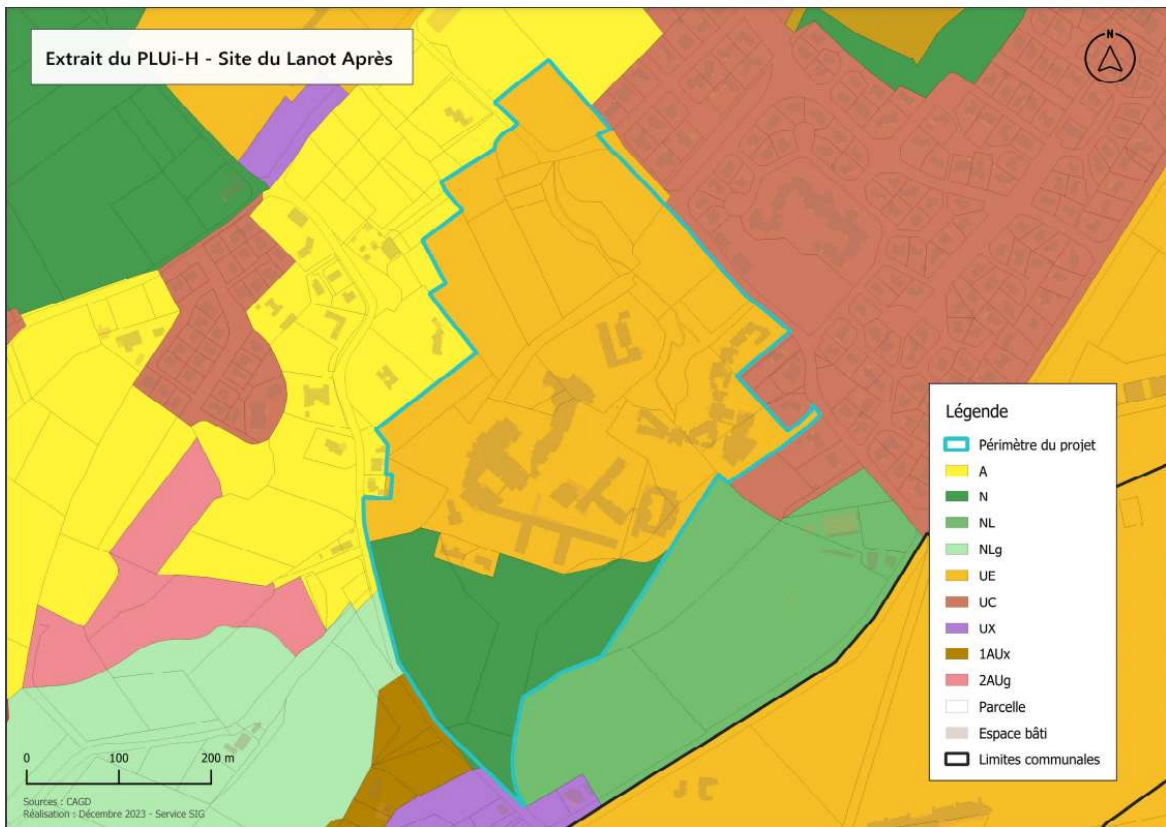 Extrait du PLUi-H - Site du Lanot Après
N
Légende
Périmètre du projet
A
N
NL
NLg
UE
UC
UX
1AUx
2AUg
Parcelle
Espace bâti
Limites communales
0 100 200 m
Sources : CAGD
Réalisation : Décembre 2023 - Service SIG